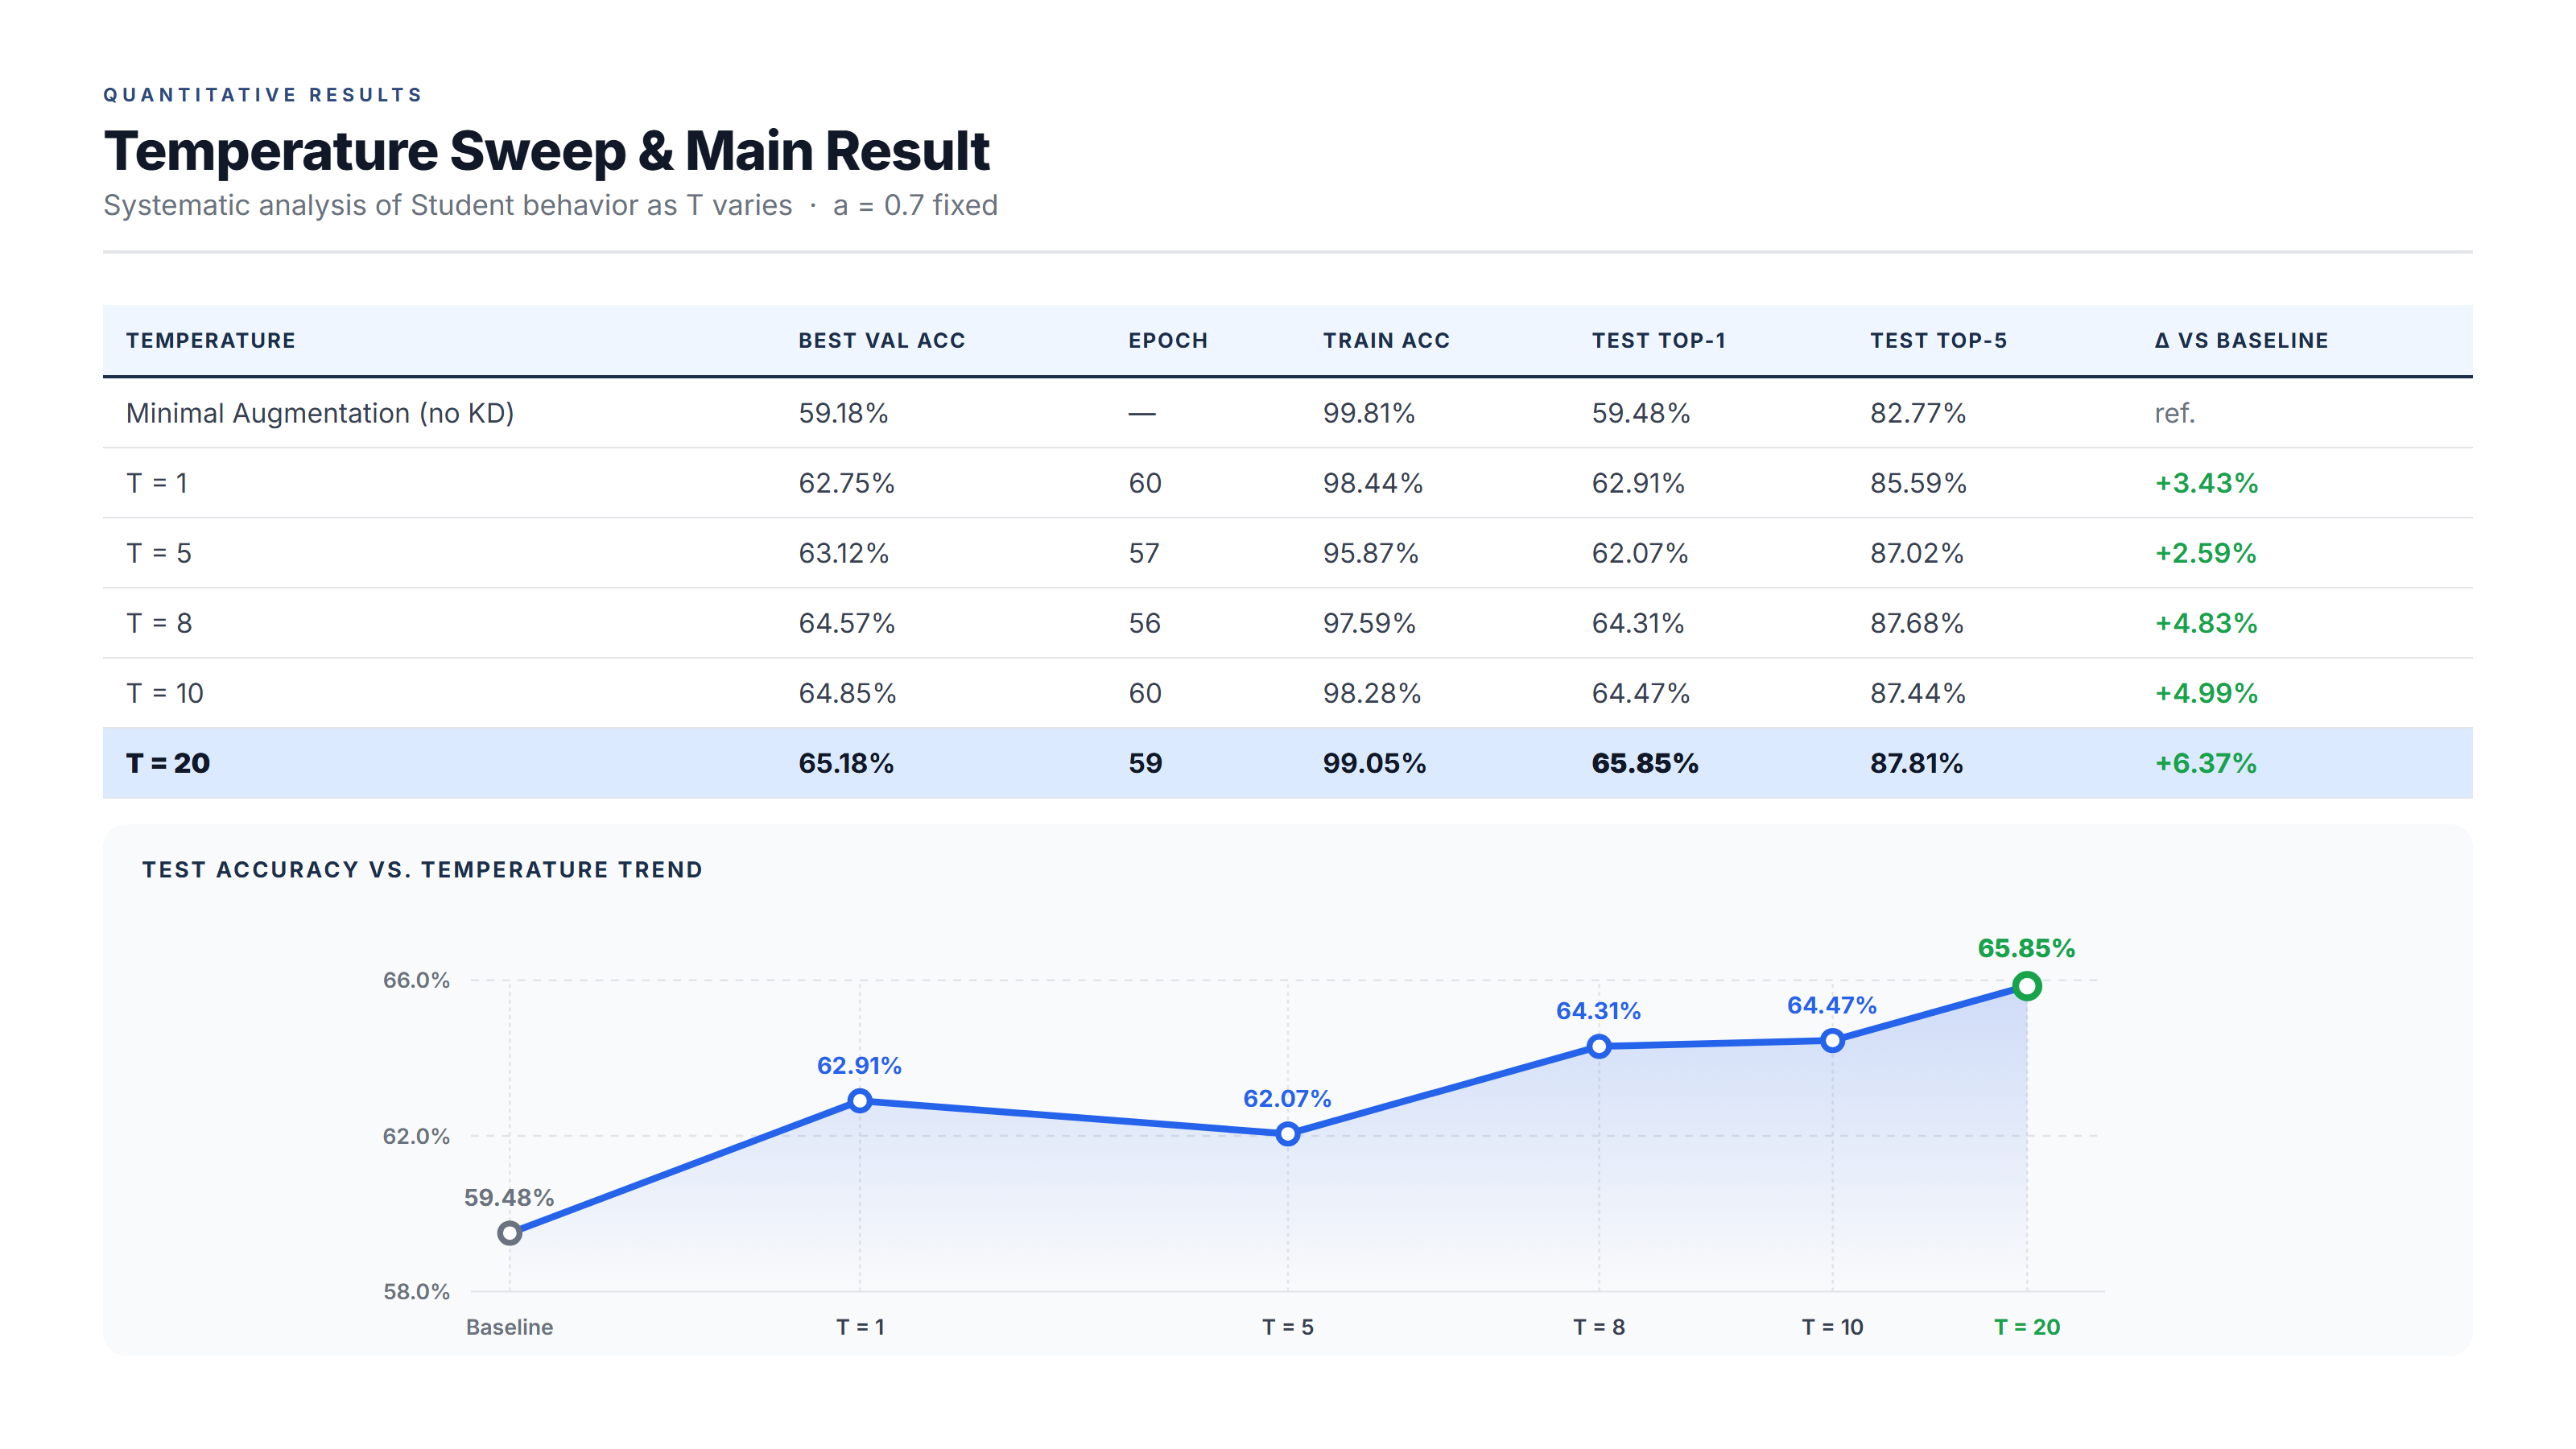 QUANTITATIVE RESULTS
Temperature Sweep & Main Result
Systematic analysis of Student behavior as T varies · a = 0.7 fixed
TEMPERATURE BEST VAL ACC EPOCH TRAIN ACC TEST TOP-1 TEST TOP-5 Δ VS BASELINE
Minimal Augmentation (no KD) 59.18% — 99.81% 59.48% 82.77% ref.
T = 1 62.75% 60 98.44% 62.91% 85.59% +3.43%
T = 5 63.12% 57 95.87% 62.07% 87.02% +2.59%
T = 8 64.57% 56 97.59% 64.31% 87.68% +4.83%
T = 10 64.85% 60 98.28% 64.47% 87.44% +4.99%
T = 20 65.18% 59 99.05% 65.85% 87.81% +6.37%
TEST ACCURACY VS. TEMPERATURE TREND
65.85%
66.0%
64.31% 64.47%
62.91%
62.07%
62.0%
59.48%
58.0%
Baseline T = 1 T = 5 T = 8 T = 10 T = 20